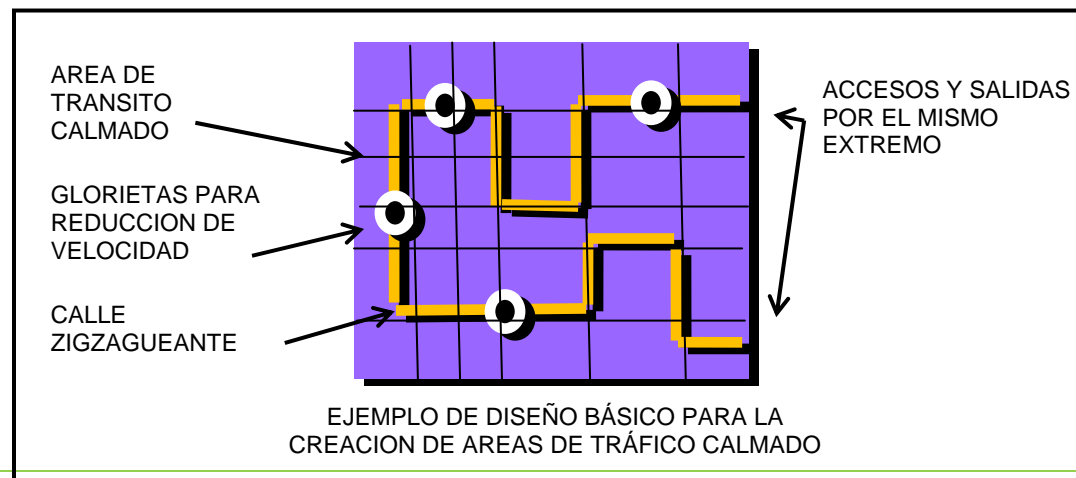 AREA DE
TRANSITO
CALMADO
GLORIETAS PARA
REDUCCION DE
VELOCIDAD
CALLE
ZIGZAGUEANTE
ACCESOS Y SALIDAS
POR EL MISMO
EXTREMO
EJEMPLO DE DISEÑO BÁSICO PARA LA
CREACION DE AREAS DE TRÁFICO CALMADO